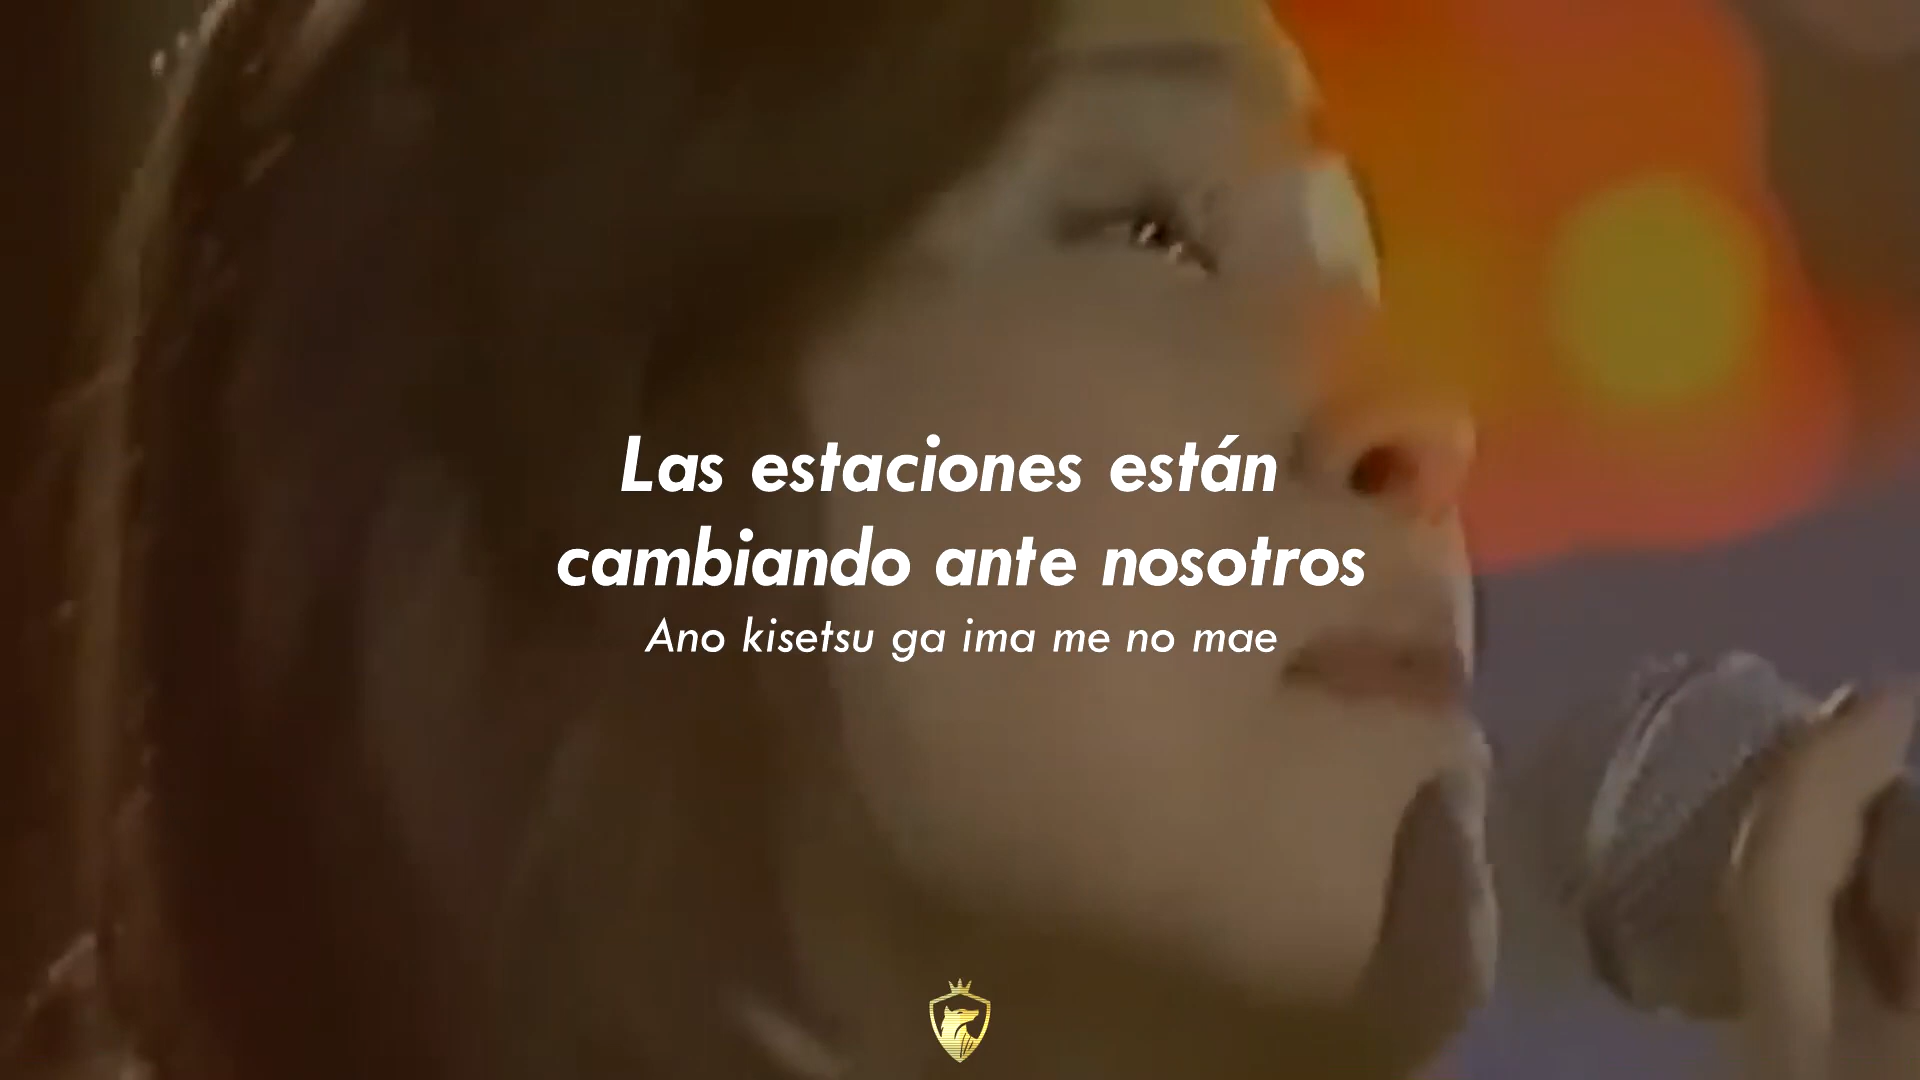 Las estaciones están
cambiando ante nosotros
Ano kisetsu ga ima me no mae